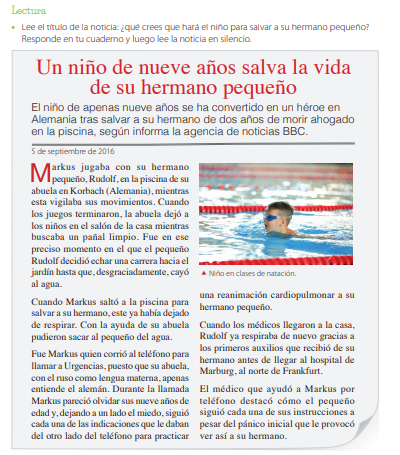 Lectura
• Lee el título de la noticia: ¿qué crees que hará el niño para salvar a su hermano pequeño?
Responde en tu cuaderno y luego lee la noticia en silencio.
Un niño de nueve años salva la vida
de su hermano pequeño
El niño de apenas nueve años se ha convertido en un héroe en
Alemania tras salvar a su hermano de dos años de morir ahogado
en la piscina, según informa la agencia de noticias BBC.
5 de septiembre de 2016
Markus jugaba con su hermano
pequeño, Rudolf, en la piscina de su
abuela en Korbach (Alemania), mientras
esta vigilaba sus movimientos. Cuando
los juegos terminaron, la abuela dejó a
los niños en el salón de la casa mientras
buscaba un pañal limpio. Fue en ese
preciso momento en el que el pequeño
Rudolf decidió echar una carrera hacia el
jardín hasta que, desgraciadamente, cayó
al agua.
Cuando Markus saltó a la piscina para
salvar a su hermano, este ya había dejado
de respirar. Con la ayuda de su abuela
pudieron sacar al pequeño del agua.
Fue Markus quien corrió al teléfono para
llamar a Urgencias, puesto que su abuela,
con el ruso como lengua materna, apenas
entiende el alemán. Durante la llamada
Markus pareció olvidar sus nueve años de
edad y, dejando a un lado el miedo, siguió
cada una de las indicaciones que le daban
del otro lado del teléfono para practicar
▲ Niño en clases de natación.
una reanimación cardiopulmonar a su
hermano pequeño.
Cuando los médicos llegaron a la casa,
Rudolf ya respiraba de nuevo gracias a
los primeros auxilios que recibió de su
hermano antes de llegar al hospital de
Marburg, al norte de Frankfurt.
El médico que ayudó a Markus por
teléfono destacó cómo el pequeño
siguió cada una de sus instrucciones a
pesar del pánico inicial que le provocó
ver así a su hermano.